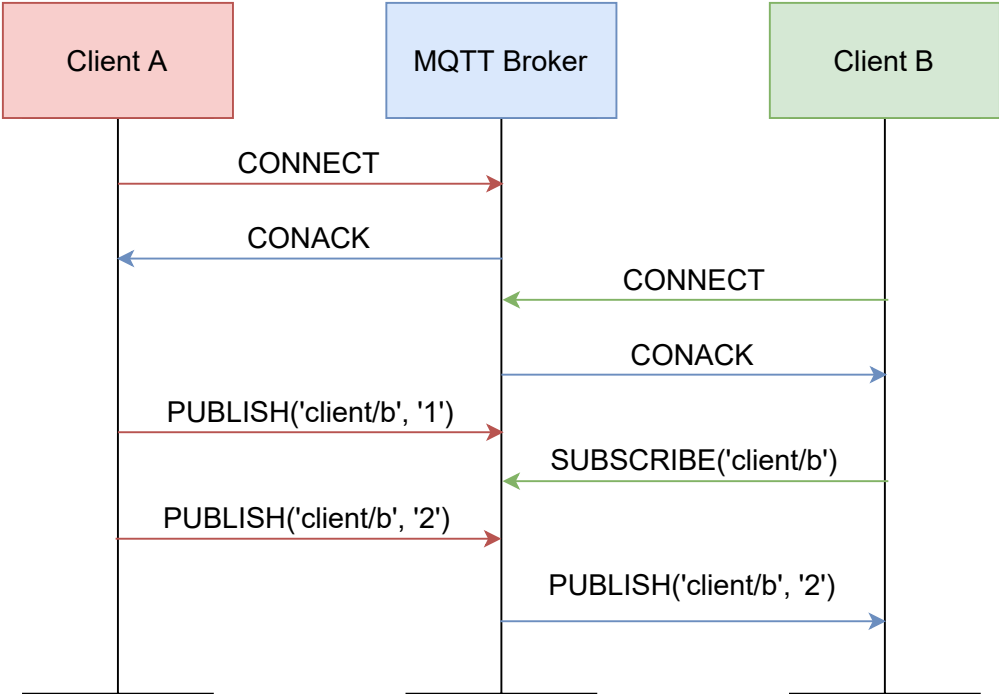 Client A
MQTT Broker
Client B
CONNECT
CONACK
CONNECT
CONACK
PUBLISH('client/b', '1')
SUBSCRIBE('client/b')
PUBLISH('client/b', '2')
PUBLISH('client/b', '2')